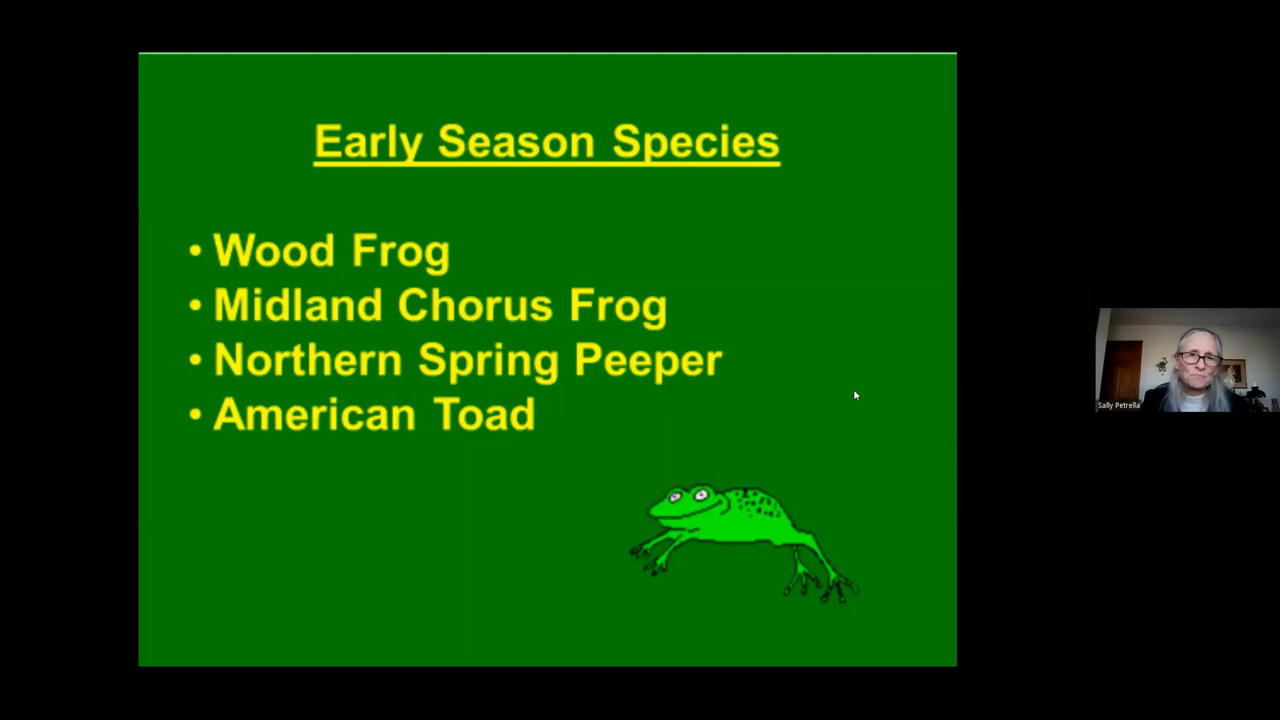 Early Season Species
• Wood Frog
• Midland Chorus Frog
• Northern Spring Peeper
• American Toad
Sally Petrella